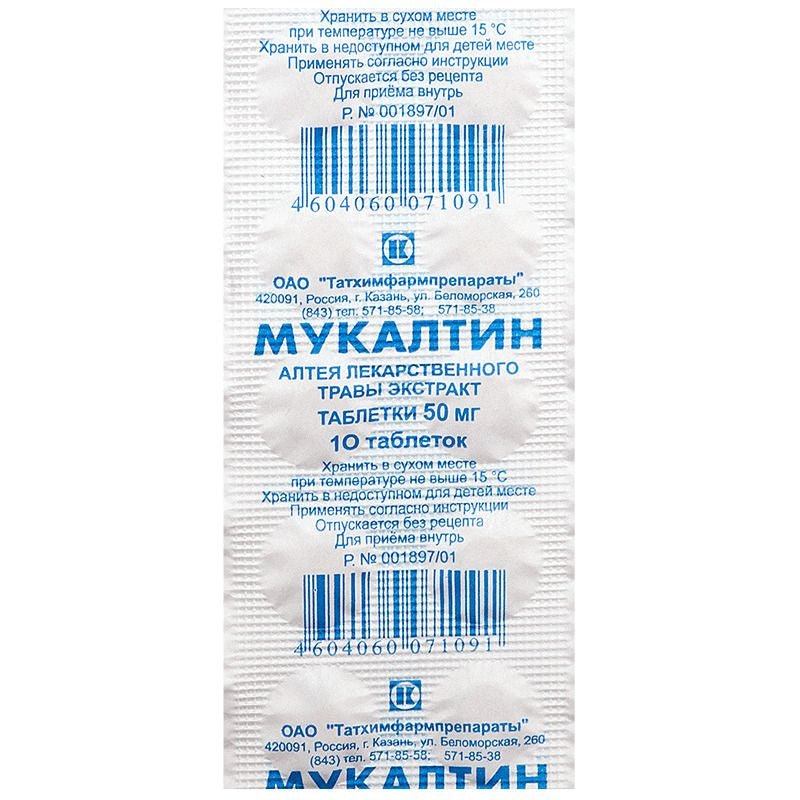 Хранить в сухом месте
при температуре не выше 15 °С
Хранить в недоступном для детей месте
Применять согласно инструкции
Отпускается без рецепта
Для приёма внутрь
Р. № 001897/01
4 604060 071091
ОАО "Татхимфармпрепараты"
420091, Россия, г. Казань, ул. Беломорская, 260
(843) тел. 571-85-58; 571-85-38
МУКАЛТИН
АЛТЕЯ ЛЕКАРСТВЕННОГО
ТРАВЫ ЭКСТРАКТ
ТАБЛЕТКИ 50 мг
10 таблеток
Хранить в сухом месте
при температуре не выше 15 °С
Хранить в недоступном для детей месте
Применять согласно инструкции
Отпускается без рецепта
Для приёма внутрь
Р. № 001897/01
4 604060 071091
ОАО "Татхимфармпрепараты"
420091, Россия, г. Казань, ул. Беломорская, 260
(843) тел. 571-85-58; 571-85-38
МУКАЛТИН